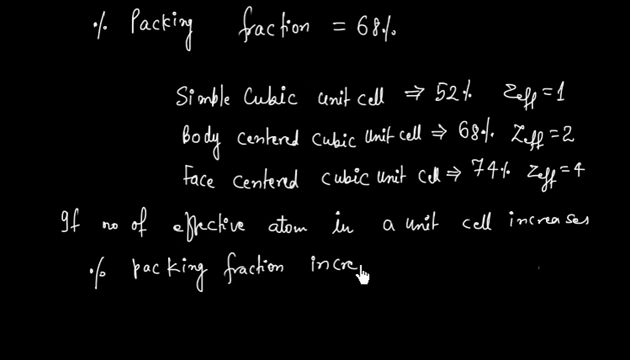 % Packing fraction = 68%
Simple Cubic unit cell ⇒ 52% Zeff = 1
Body centered cubic unit cell ⇒ 68% Zeff = 2
Face centered cubic unit cell ⇒ 74% Zeff = 4
If no of effective atom in a unit cell increases
% packing fraction incre